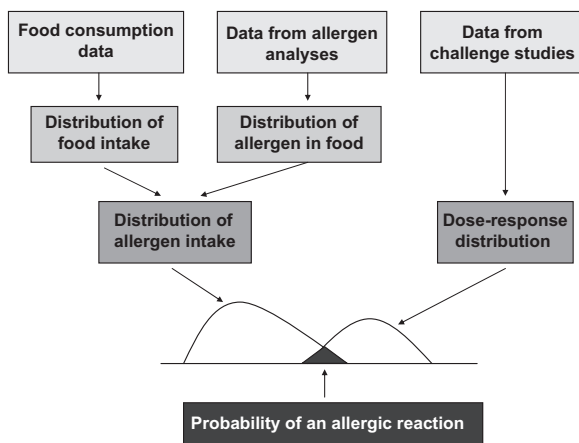 Food consumption
data
Data from allergen
analyses
Data from
challenge studies
Distribution of
food intake
Distribution of
allergen in food
Distribution of
allergen intake
Dose-response
distribution
Probability of an allergic reaction